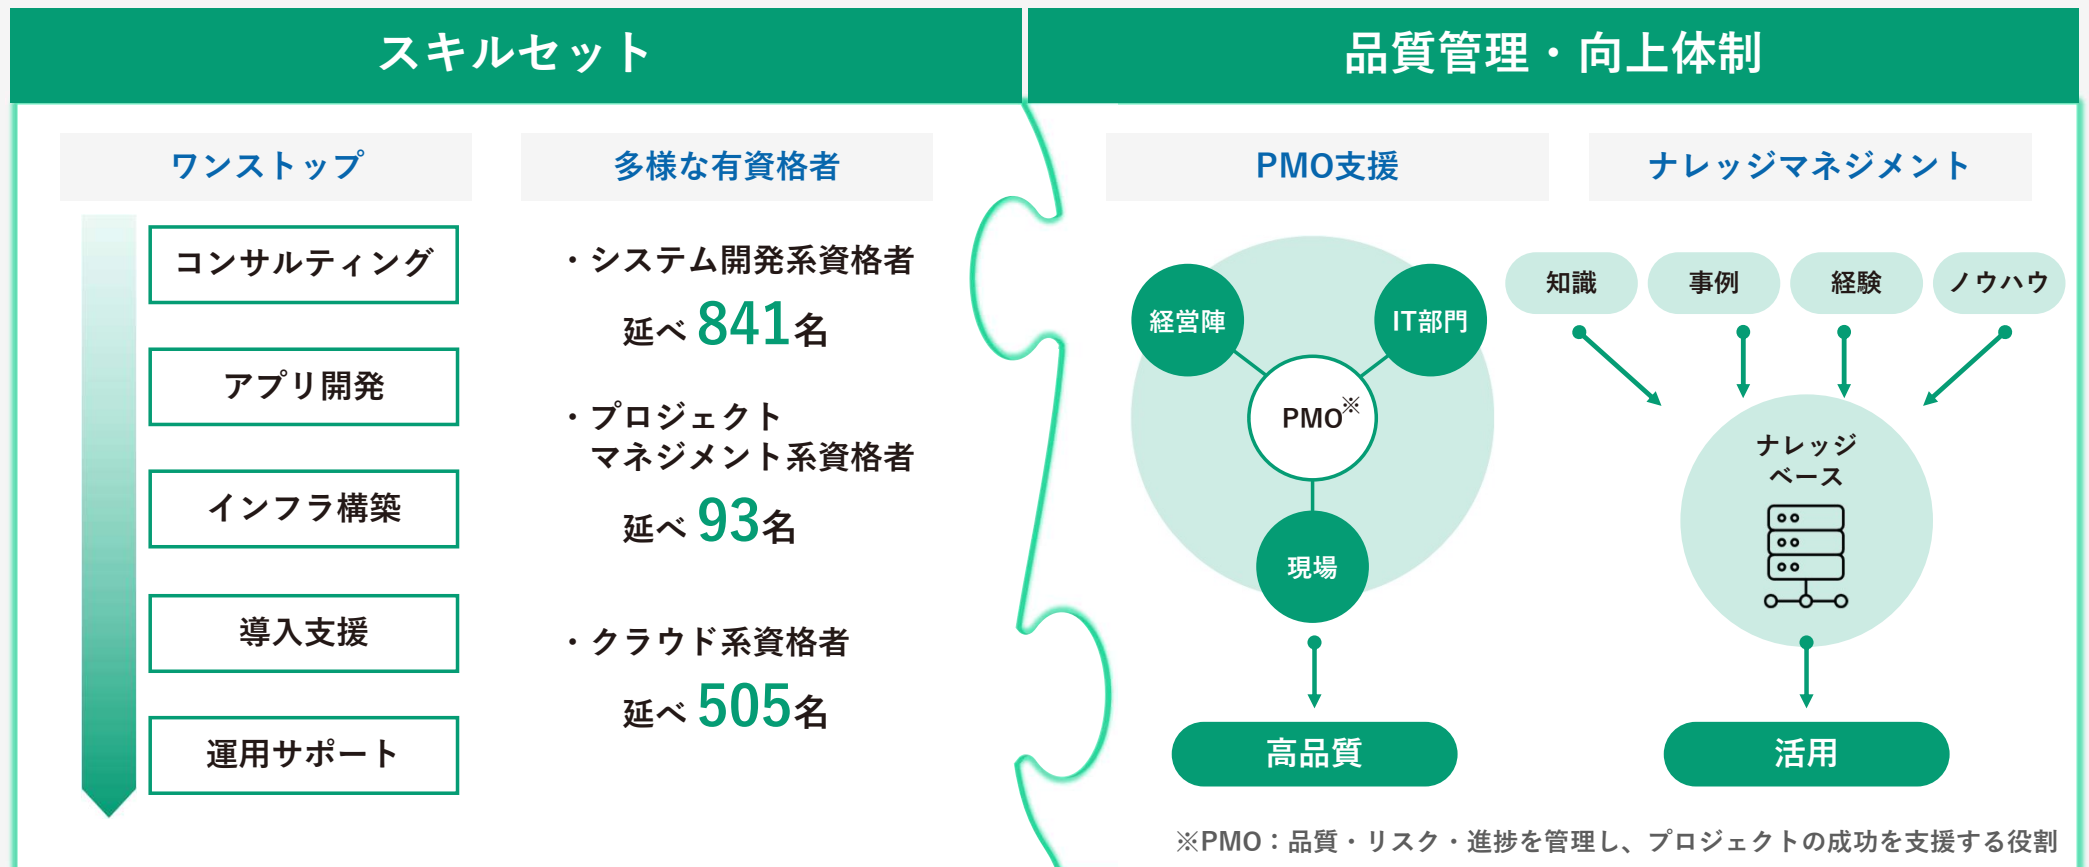 スキルセット
ワンストップ
コンサルティング
アプリ開発
インフラ構築
導入支援
運用サポート
多様な有資格者
・システム開発系資格者
延べ 841名
・プロジェクト
マネジメント系資格者
延べ 93名
・クラウド系資格者
延べ 505名
品質管理・向上体制
PMO支援
経営陣
IT部門
PMO※
現場
高品質
ナレッジマネジメント
知識
事例
経験
ノウハウ
ナレッジ
ベース
活用
※PMO：品質・リスク・進捗を管理し、プロジェクトの成功を支援する役割